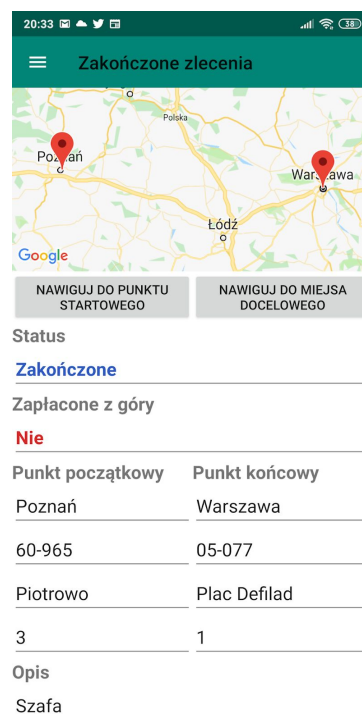 20:33 38
Zakończone zlecenia
Polska
Poznań
Warszawa
Łódź
Google
NAWIGUJ DO PUNKTU STARTOWEGO
NAWIGUJ DO MIEJSA DOCELOWEGO
Status
Zakończone
Zapłacone z góry
Nie
Punkt początkowy Punkt końcowy
Poznań Warszawa
60-965 05-077
Piotrowo Plac Defilad
3 1
Opis
Szafa